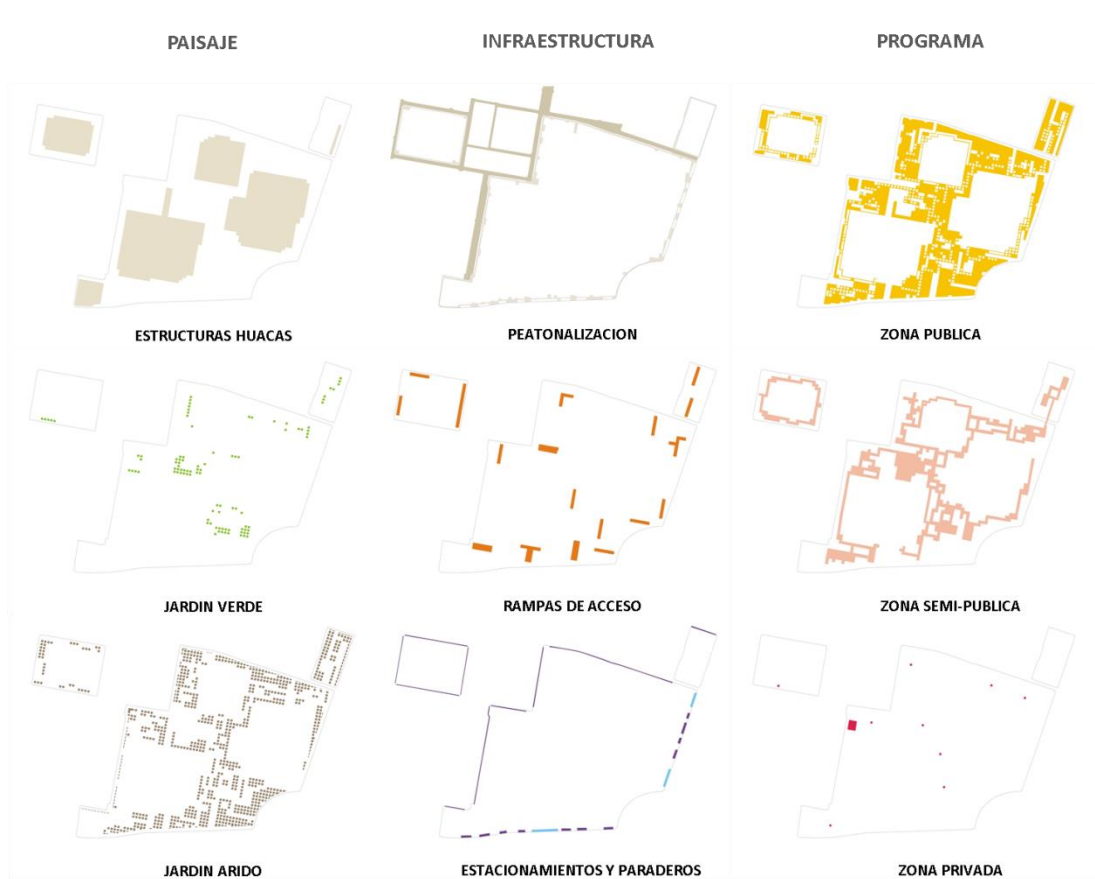 PAISAJE
INFRAESTRUCTURA
PROGRAMA
ESTRUCTURAS HUACAS
PEATONALIZACION
ZONA PUBLICA
JARDIN VERDE
RAMPAS DE ACCESO
ZONA SEMI-PUBLICA
JARDIN ARIDO
ESTACIONAMIENTOS Y PARADEROS
ZONA PRIVADA